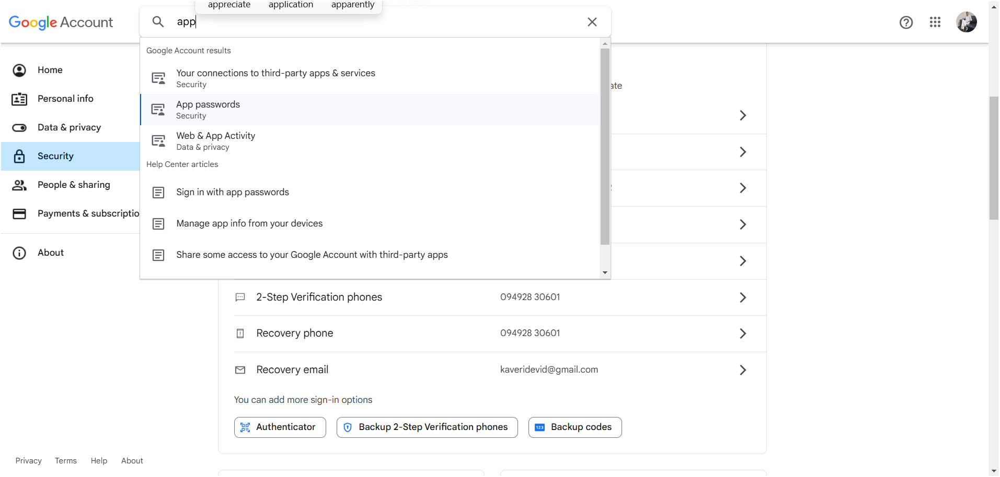 appreciate application apparently
Google Account
app
Google Account results
Your connections to third-party apps & services
Security
App passwords
Security
Web & App Activity
Data & privacy
Help Center articles
Sign in with app passwords
Manage app info from your devices
Share some access to your Google Account with third-party apps
Home
Personal info
Data & privacy
Security
People & sharing
Payments & subscriptio
About
ate
2-Step Verification phones 094928 30601
Recovery phone 094928 30601
Recovery email kaveridevid@gmail.com
You can add more sign-in options
Authenticator
Backup 2-Step Verification phones
123 Backup codes
Privacy Terms Help About